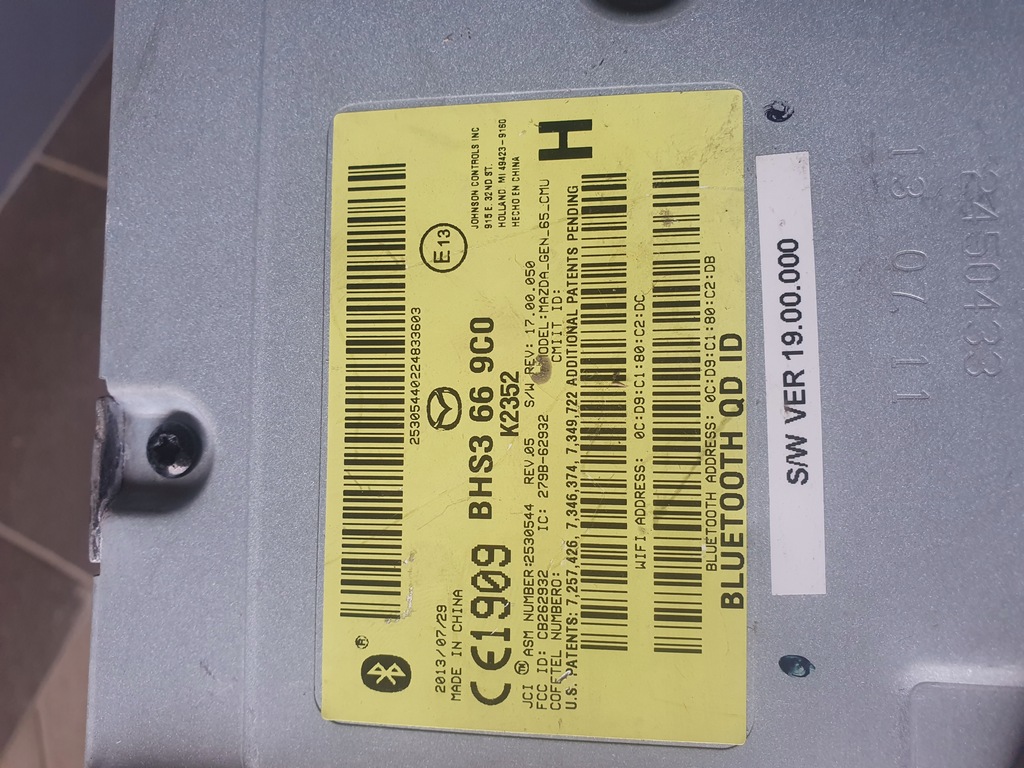 25305440224833603
E13
JOHNSON CONTROLS INC
915 E. 32ND ST.
HOLLAND MI 49423-9160
HECHO EN CHINA
H
®
2013/07/29
MADE IN CHINA
CE1909 BHS3 66 9C0
K2352
JCI ™ ASM NUMBER:2530544 REV.05 S/W REV: 17.00.050
FCC ID: CB262932 IC: 279B-62932 MODEL:MAZDA_GEN_65_CMU
COFETEL NUMBERO: CMIIT ID:
U.S. PATENTS: 7,257,426, 7,346,374, 7,349,722 ADDITIONAL PATENTS PENDING
WIFI ADDRESS: 0C:D9:C1:80:C2:DC
BLUETOOTH ADDRESS: 0C:D9:C1:80:C2:DB
BLUETOOTH QD ID
S/W VER 19.00.000
13 07 11
2450433